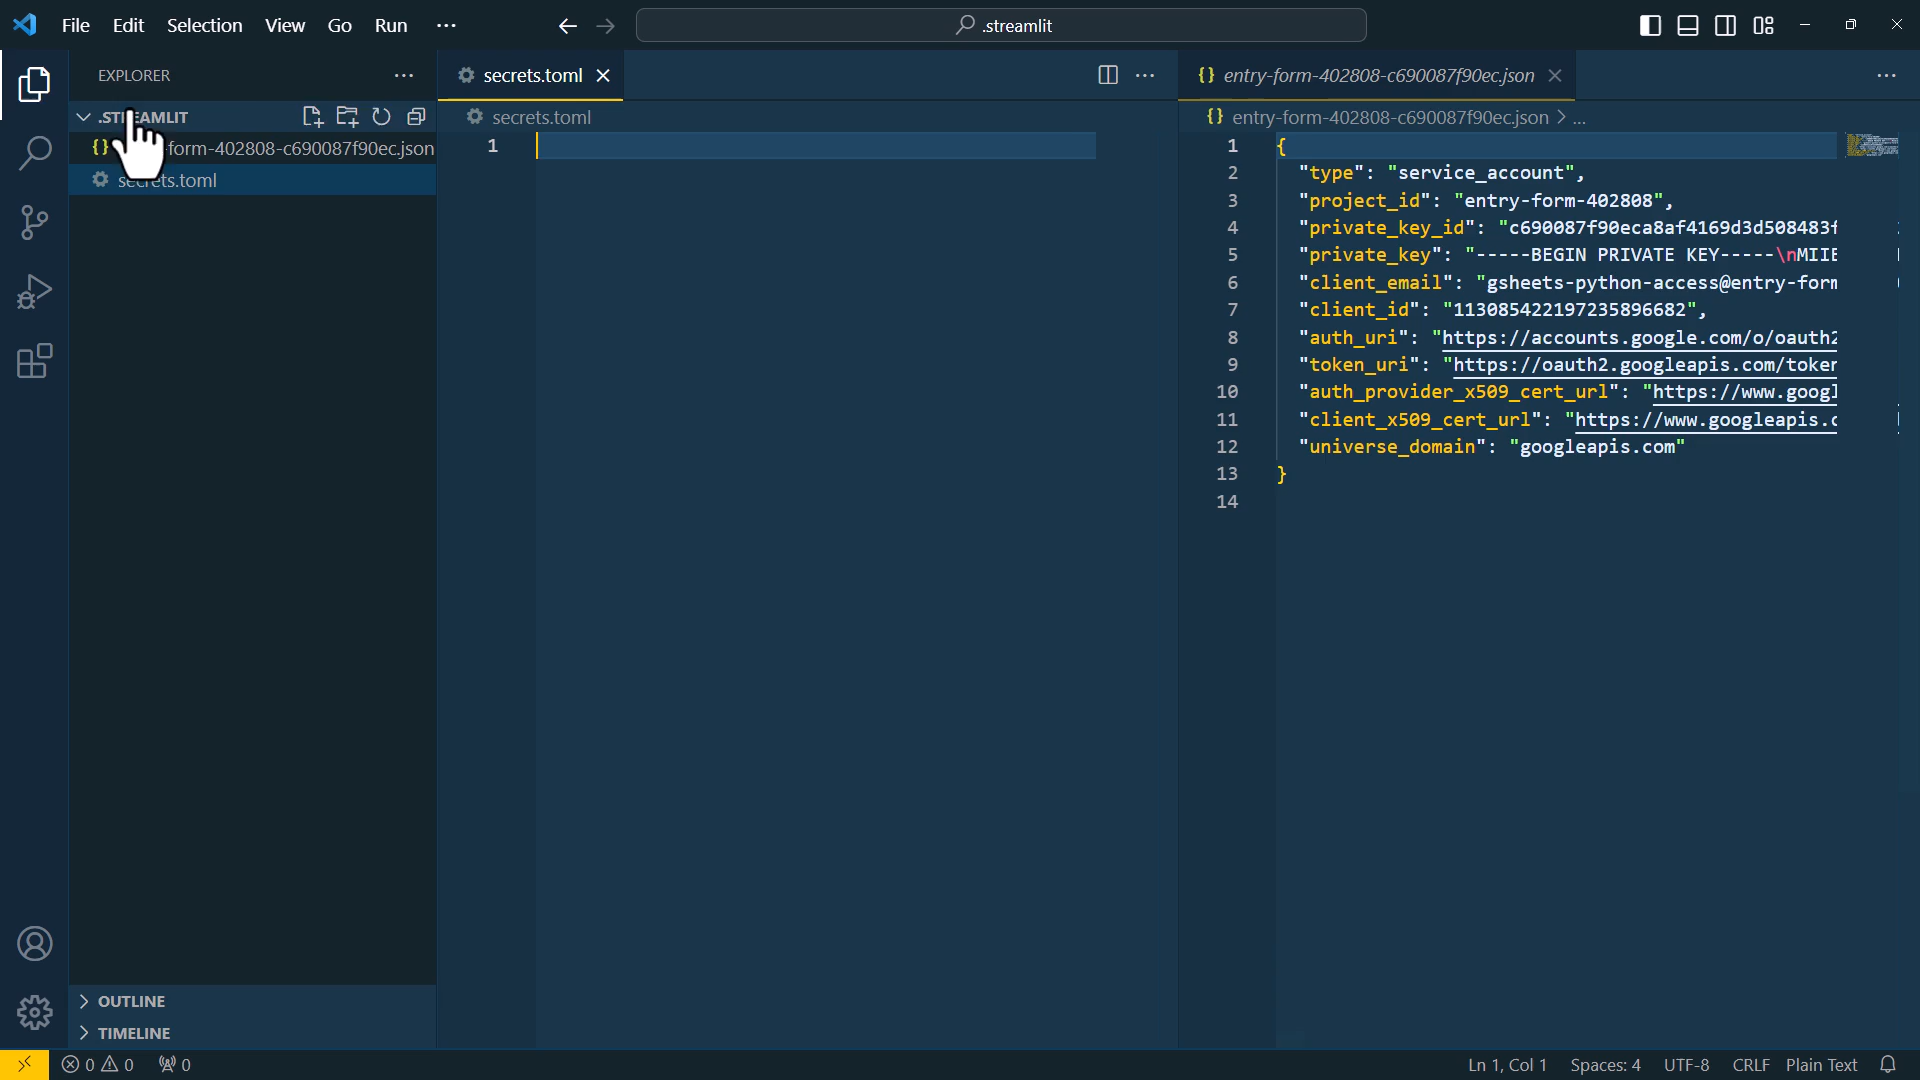 File Edit Selection View Go Run ...
.streamlit
EXPLORER
.STREAMLIT
form-402808-c690087f90ec.json
secrets.toml
OUTLINE
TIMELINE
secrets.toml
secrets.toml
1
entry-form-402808-c690087f90ec.json
{} entry-form-402808-c690087f90ec.json > ...
1 {
2 "type": "service_account",
3 "project_id": "entry-form-402808",
4 "private_key_id": "c690087f90eca8af4169d3d508483f
5 "private_key": "-----BEGIN PRIVATE KEY-----\nMIIE
6 "client_email": "gsheets-python-access@entry-form
7 "client_id": "113085422197235896682",
8 "auth_uri": "https://accounts.google.com/o/oauth2
9 "token_uri": "https://oauth2.googleapis.com/token
10 "auth_provider_x509_cert_url": "https://www.googl
11 "client_x509_cert_url": "https://www.googleapis.c
12 "universe_domain": "googleapis.com"
13 }
14
0 0 0
Ln 1, Col 1 Spaces: 4 UTF-8 CRLF Plain Text